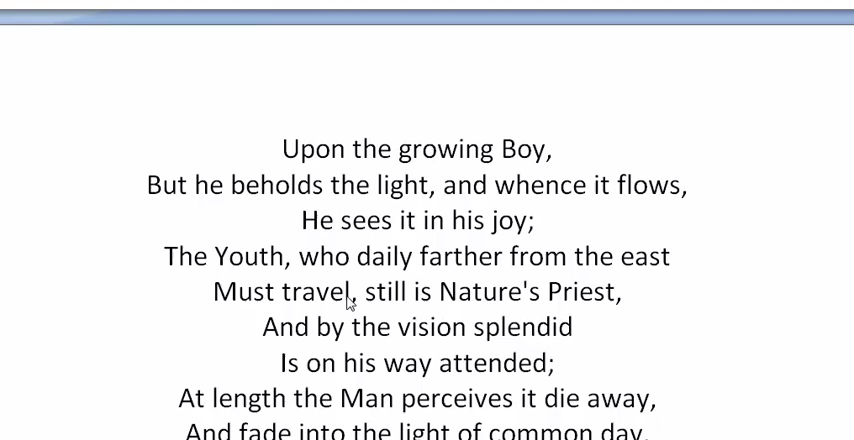 Upon the growing Boy,
But he beholds the light, and whence it flows,
He sees it in his joy;
The Youth, who daily farther from the east
Must travel, still is Nature's Priest,
And by the vision splendid
Is on his way attended;
At length the Man perceives it die away,
And fade into the light of common day.